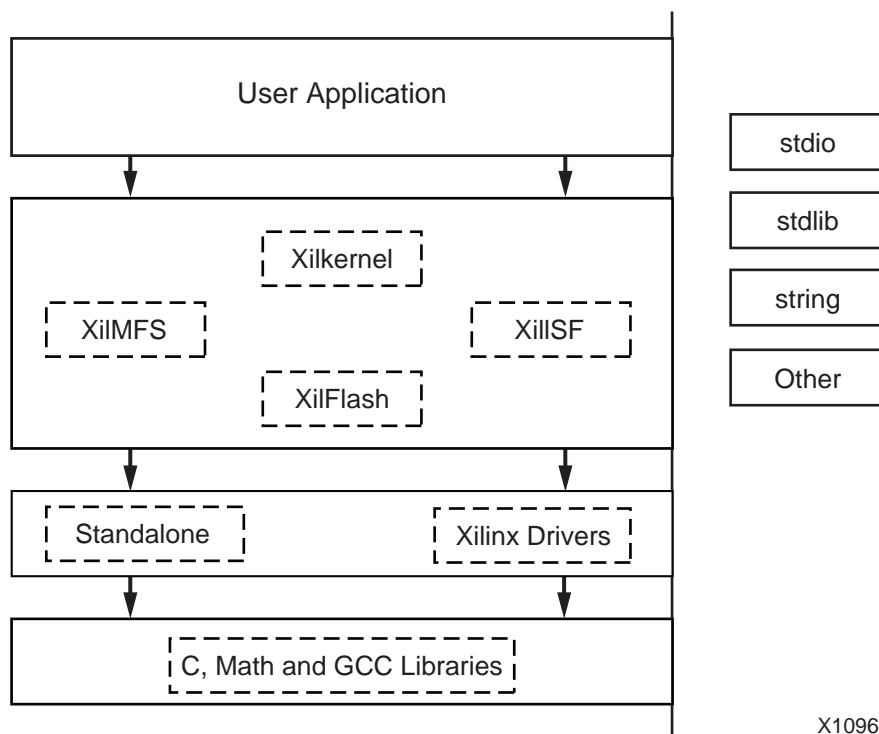 User Application
stdio
stdlib
Xilkernel
string
XilMFS
XilISF
Other
XilFlash
Standalone
Xilinx Drivers
C, Math and GCC Libraries
X1096